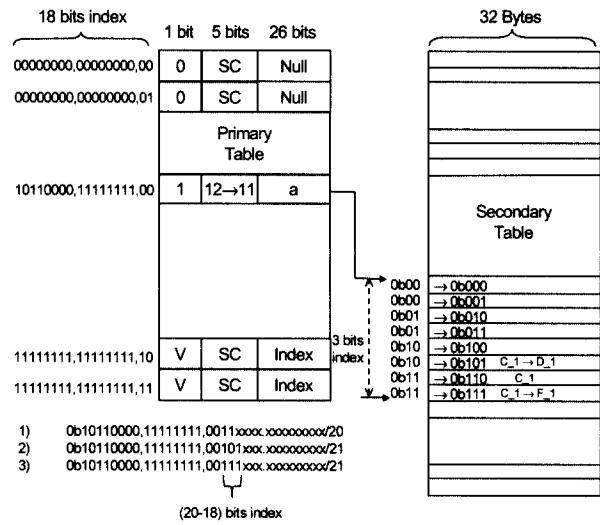 18 bits index
1 bit 5 bits 26 bits
32 Bytes
00000000,00000000,00 0 SC Null
00000000,00000000,01 0 SC Null
Primary
Table
10110000,11111111,00 1 12→11 a
Secondary
Table
0b00 → 0b000
0b00 → 0b001
0b01 → 0b010
0b01 → 0b011
3 bits
index
0b10 → 0b100
0b10 → 0b101 C_1→D_1
0b11 → 0b110 C_1
0b11 → 0b111 C_1→F_1
11111111,11111111,10 V SC Index
11111111,11111111,11 V SC Index
1) 0b10110000,11111111,0011xxxx.xxxxxxxx/20
2) 0b10110000,11111111,00101xxx.xxxxxxxx/21
3) 0b10110000,11111111,00111xxx.xxxxxxxx/21
(20-18) bits index